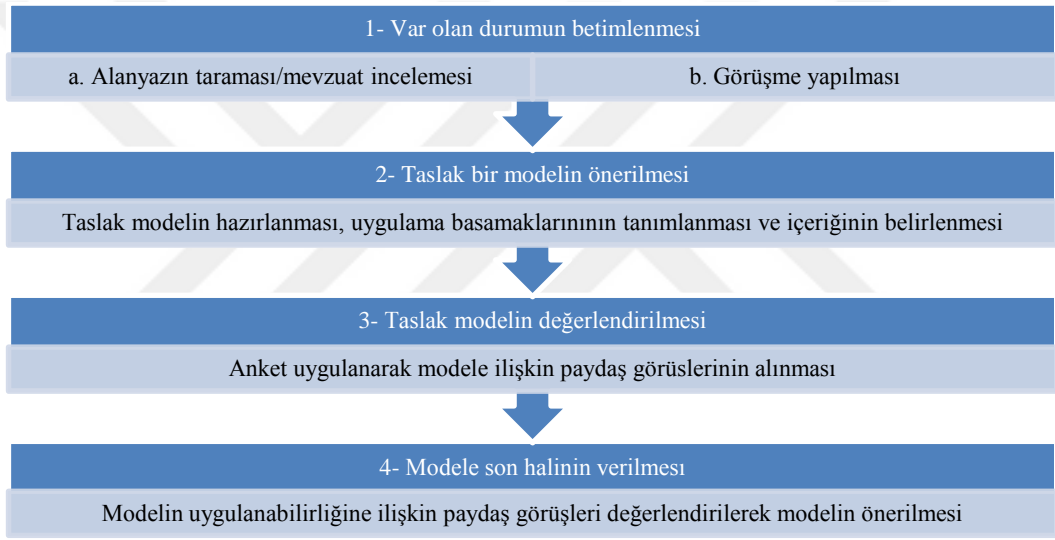 1- Var olan durumun betimlenmesi
a. Alanyazın taraması/mevzuat incelemesi
b. Görüşme yapılması
2- Taslak bir modelin önerilmesi
Taslak modelin hazırlanması, uygulama basamaklarınının tanımlanması ve içeriğinin belirlenmesi
3- Taslak modelin değerlendirilmesi
Anket uygulanarak modele ilişkin paydaş görüslerinin alınması
4- Modele son halinin verilmesı
Modelin uygulanabilirliğine ilişkin paydaş görüşleri değerlendirilerek modelin önerilmesi